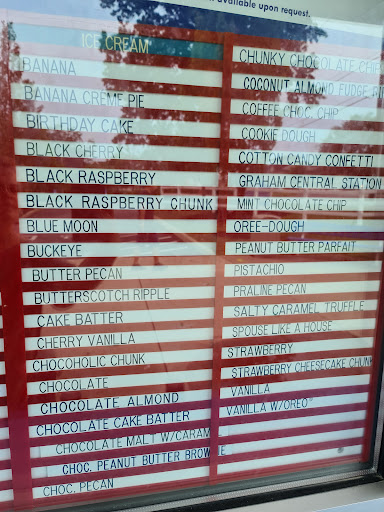 available upon request.
ICE CREAM
BANANA
BANANA CREME PIE
BIRTHDAY CAKE
BLACK CHERRY
BLACK RASPBERRY
BLACK RASPBERRY CHUNK
BLUE MOON
BUCKEYE
BUTTER PECAN
BUTTERSCOTCH RIPPLE
CAKE BATTER
CHERRY VANILLA
CHOCOHOLIC CHUNK
CHOCOLATE
CHOCOLATE ALMOND
CHOCOLATE CAKE BATTER
CHOCOLATE MALT W/CARAM
CHOC. PEANUT BUTTER BROWNIE
CHOC. PECAN
CHUNKY CHOCOLATE CHIP
COCONUT ALMOND FUDGE
COFFEE CHOC. CHIP
COOKIE DOUGH
COTTON CANDY CONFETTI
GRAHAM CENTRAL STATION
MINT CHOCOLATE CHIP
OREE-DOUGH
PEANUT BUTTER PARFAIT
PISTACHIO
PRALINE PECAN
SALTY CARAMEL TRUFFLE
SPOUSE LIKE A HOUSE
STRAWBERRY
STRAWBERRY CHEESECAKE CHUNK
VANILLA
VANILLA W/OREO®